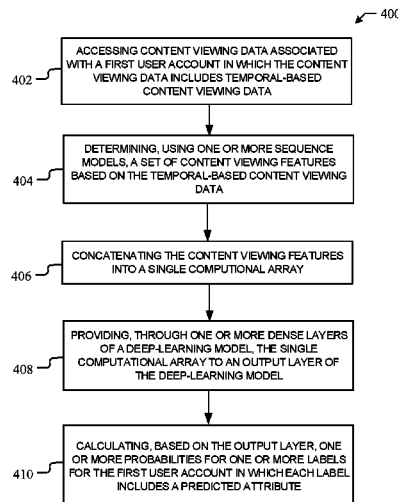 400
402
ACCESSING CONTENT VIEWING DATA ASSOCIATED
WITH A FIRST USER ACCOUNT IN WHICH THE CONTENT
VIEWING DATA INCLUDES TEMPORAL-BASED
CONTENT VIEWING DATA
404
DETERMINING, USING ONE OR MORE SEQUENCE
MODELS, A SET OF CONTENT VIEWING FEATURES
BASED ON THE TEMPORAL-BASED CONTENT VIEWING
DATA
406
CONCATENATING THE CONTENT VIEWING FEATURES
INTO A SINGLE COMPUTIONAL ARRAY
408
PROVIDING, THROUGH ONE OR MORE DENSE LAYERS
OF A DEEP-LEARNING MODEL, THE SINGLE
COMPUTATIONAL ARRAY TO AN OUTPUT LAYER OF
THE DEEP-LEARNING MODEL
410
CALCULATING, BASED ON THE OUTPUT LAYER, ONE
OR MORE PROBABILITIES FOR ONE OR MORE LABELS
FOR THE FIRST USER ACCOUNT IN WHICH EACH LABEL
INCLUDES A PREDICTED ATTRIBUTE